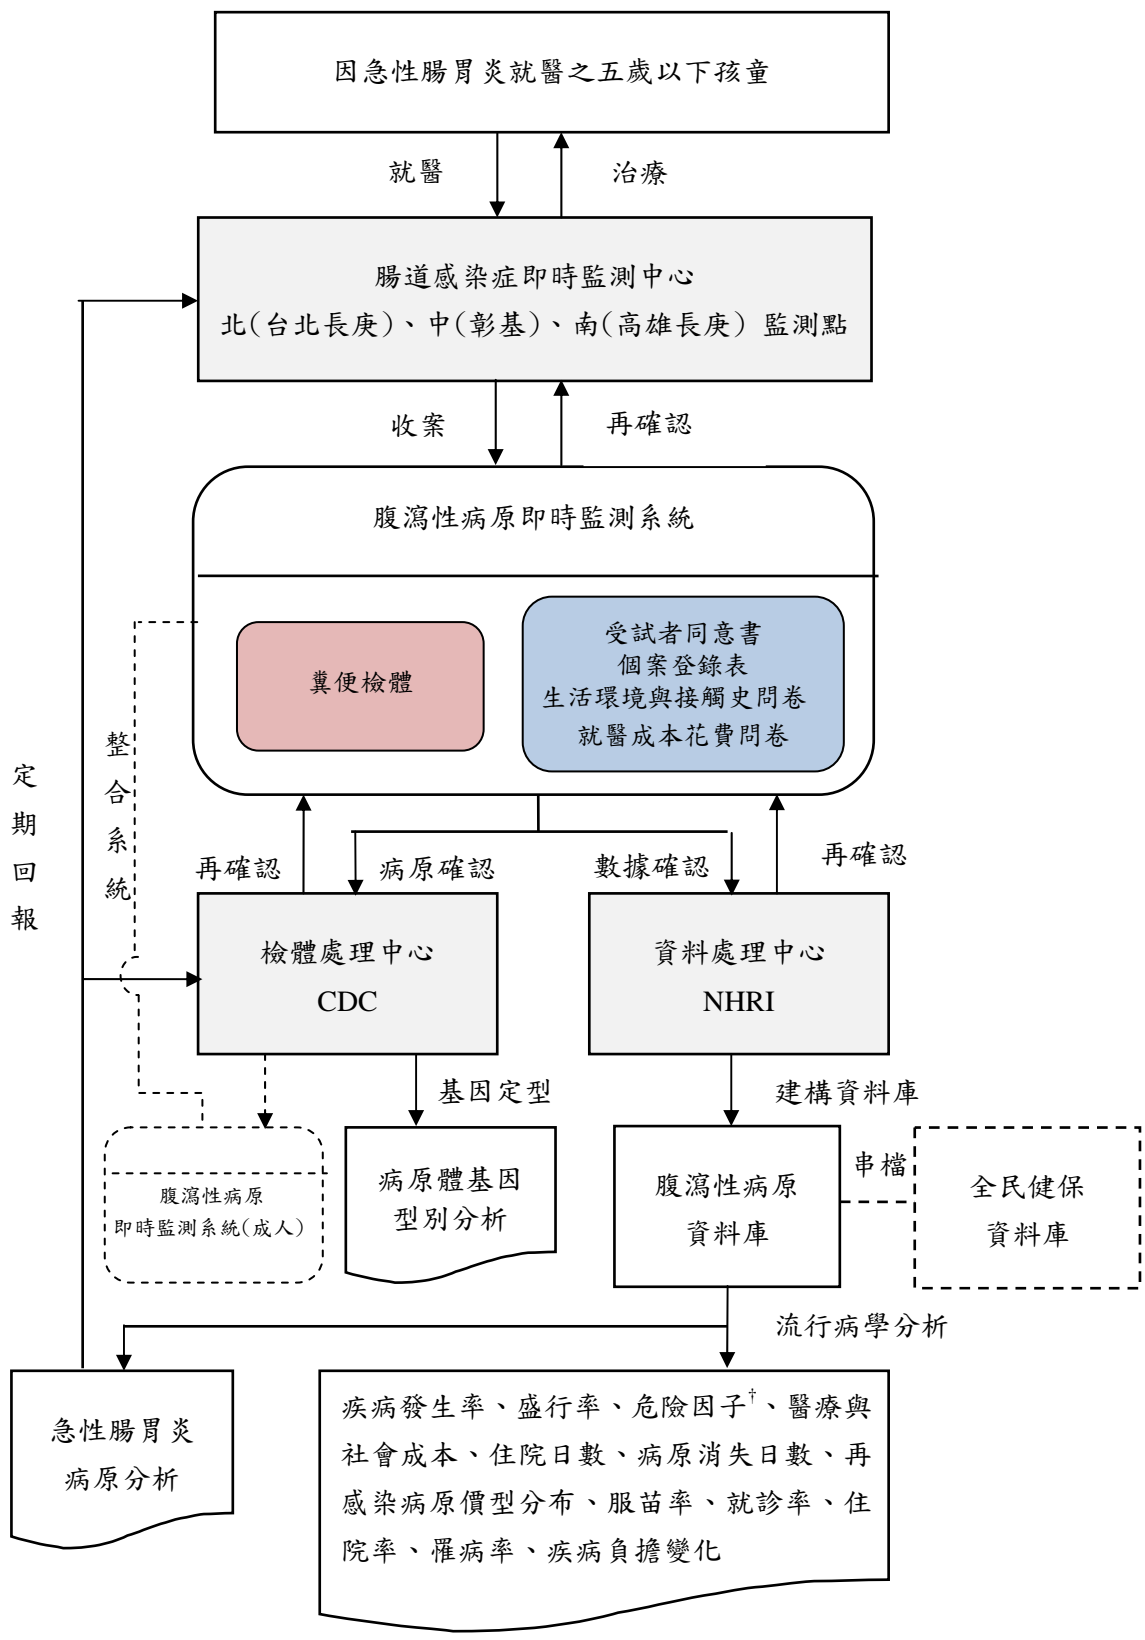 因急性腸胃炎就醫之五歲以下孩童
就醫
治療
腸道感染症即時監測中心
北(台北長庚)、中(彰基)、南(高雄長庚) 監測點
收案
再確認
腹瀉性病原即時監測系統
糞便檢體
受試者同意書
個案登錄表
生活環境與接觸史問卷
就醫成本花費問卷
整合系統
定期回報
再確認
病原確認
數據確認
再確認
檢體處理中心
CDC
資料處理中心
NHRI
基因定型
建構資料庫
腹瀉性病原
即時監測系統(成人)
病原體基因
型別分析
腹瀉性病原
資料庫
串檔
全民健保
資料庫
流行病學分析
急性腸胃炎
病原分析
疾病發生率、盛行率、危險因子†、醫療與
社會成本、住院日數、病原消失日數、再
感染病原價型分布、服苗率、就診率、住
院率、罹病率、疾病負擔變化